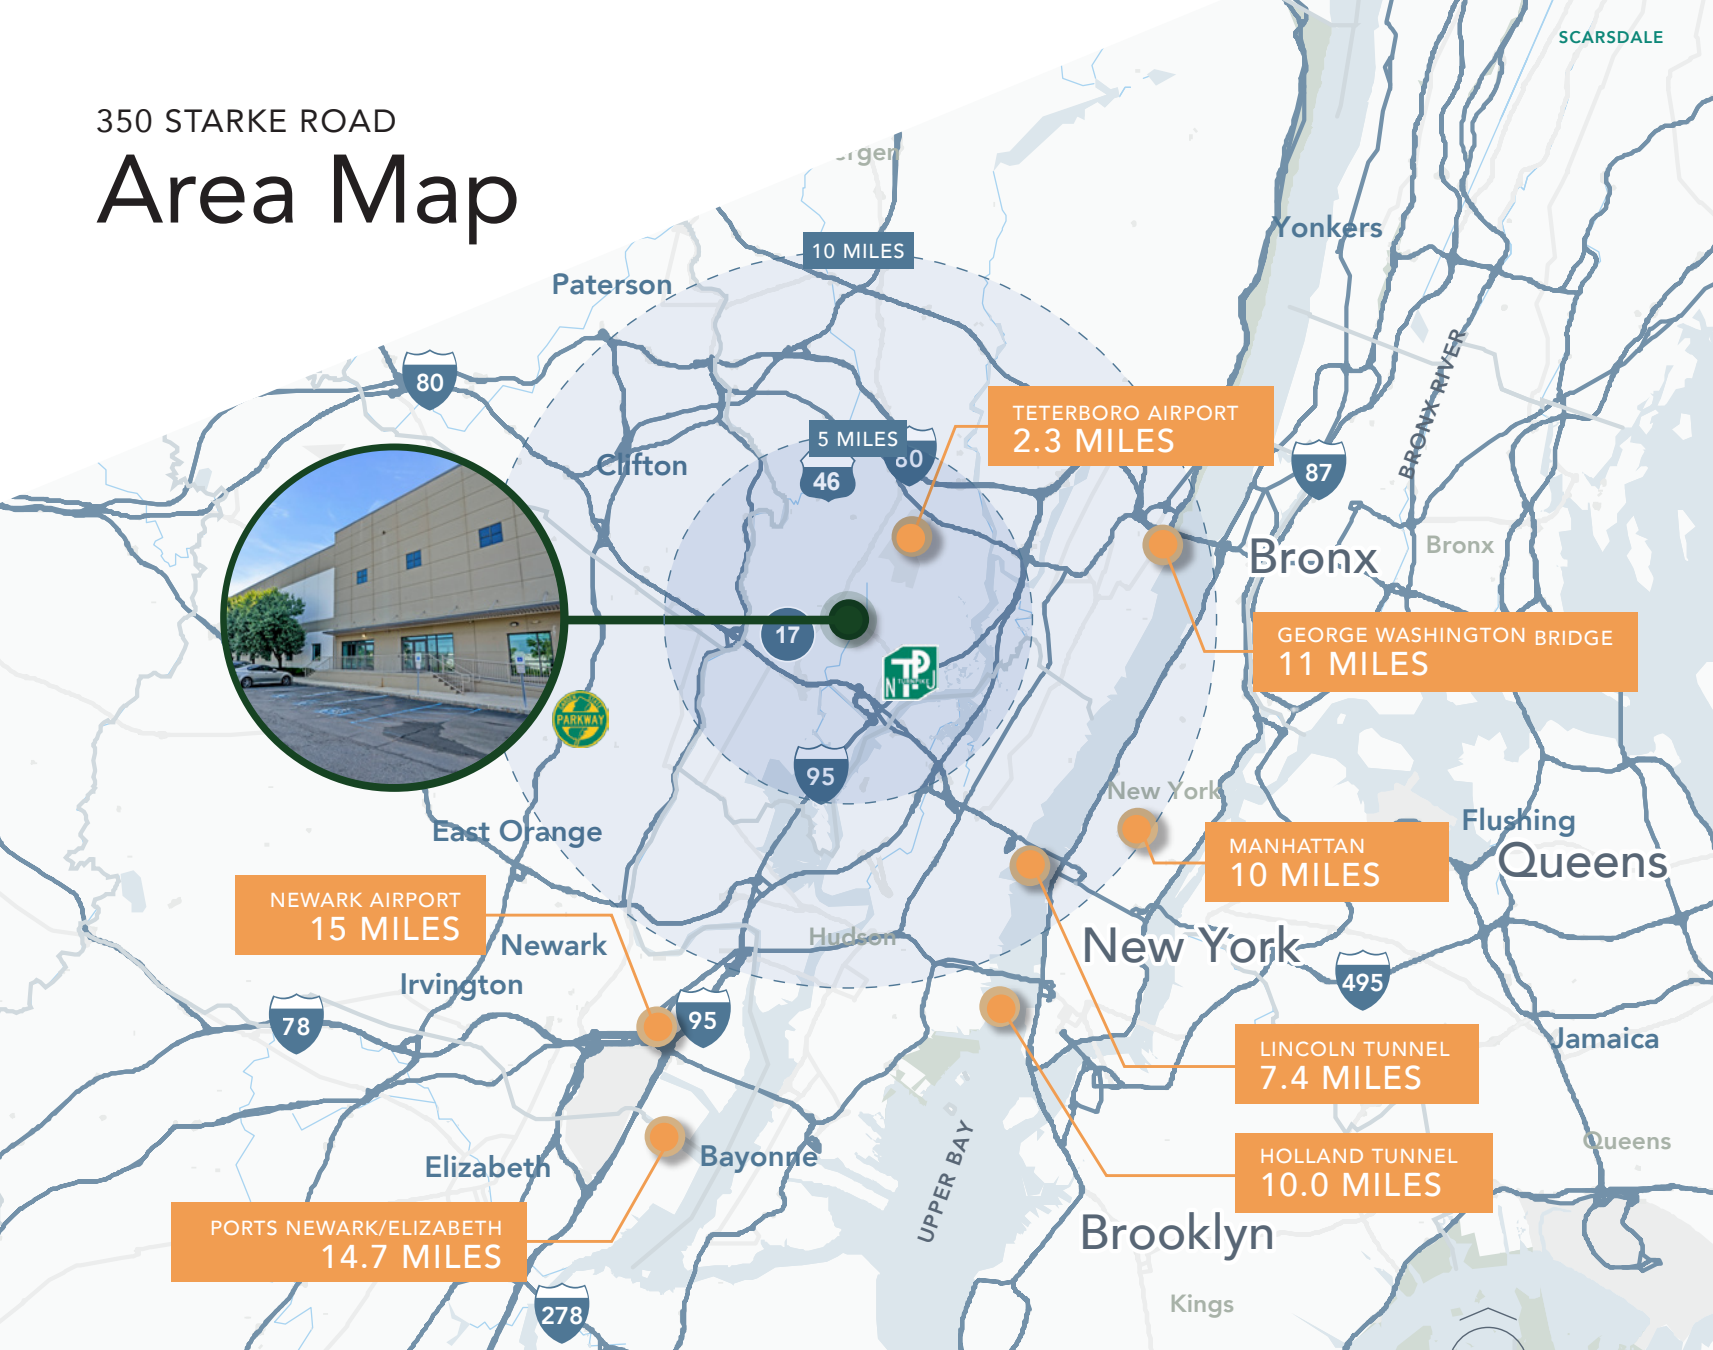 350 STARKE ROAD
Area Map
SCARSDALE
Yonkers
10 MILES
Paterson
80
BRONX RIVER
TETERBORO AIRPORT
2.3 MILES
5 MILES
80
46
Clifton
87
Bronx
Bronx
GEORGE WASHINGTON BRIDGE
11 MILES
17
NJ
TP
TURNPIKE
PARKWAY
95
New York
Flushing
Queens
East Orange
MANHATTAN
10 MILES
NEWARK AIRPORT
15 MILES
Newark
Hudson
New York
Irvington
495
78
95
Jamaica
LINCOLN TUNNEL
7.4 MILES
Bayonne
Elizabeth
UPPER BAY
Queens
HOLLAND TUNNEL
10.0 MILES
PORTS NEWARK/ELIZABETH
14.7 MILES
Brooklyn
Kings
278